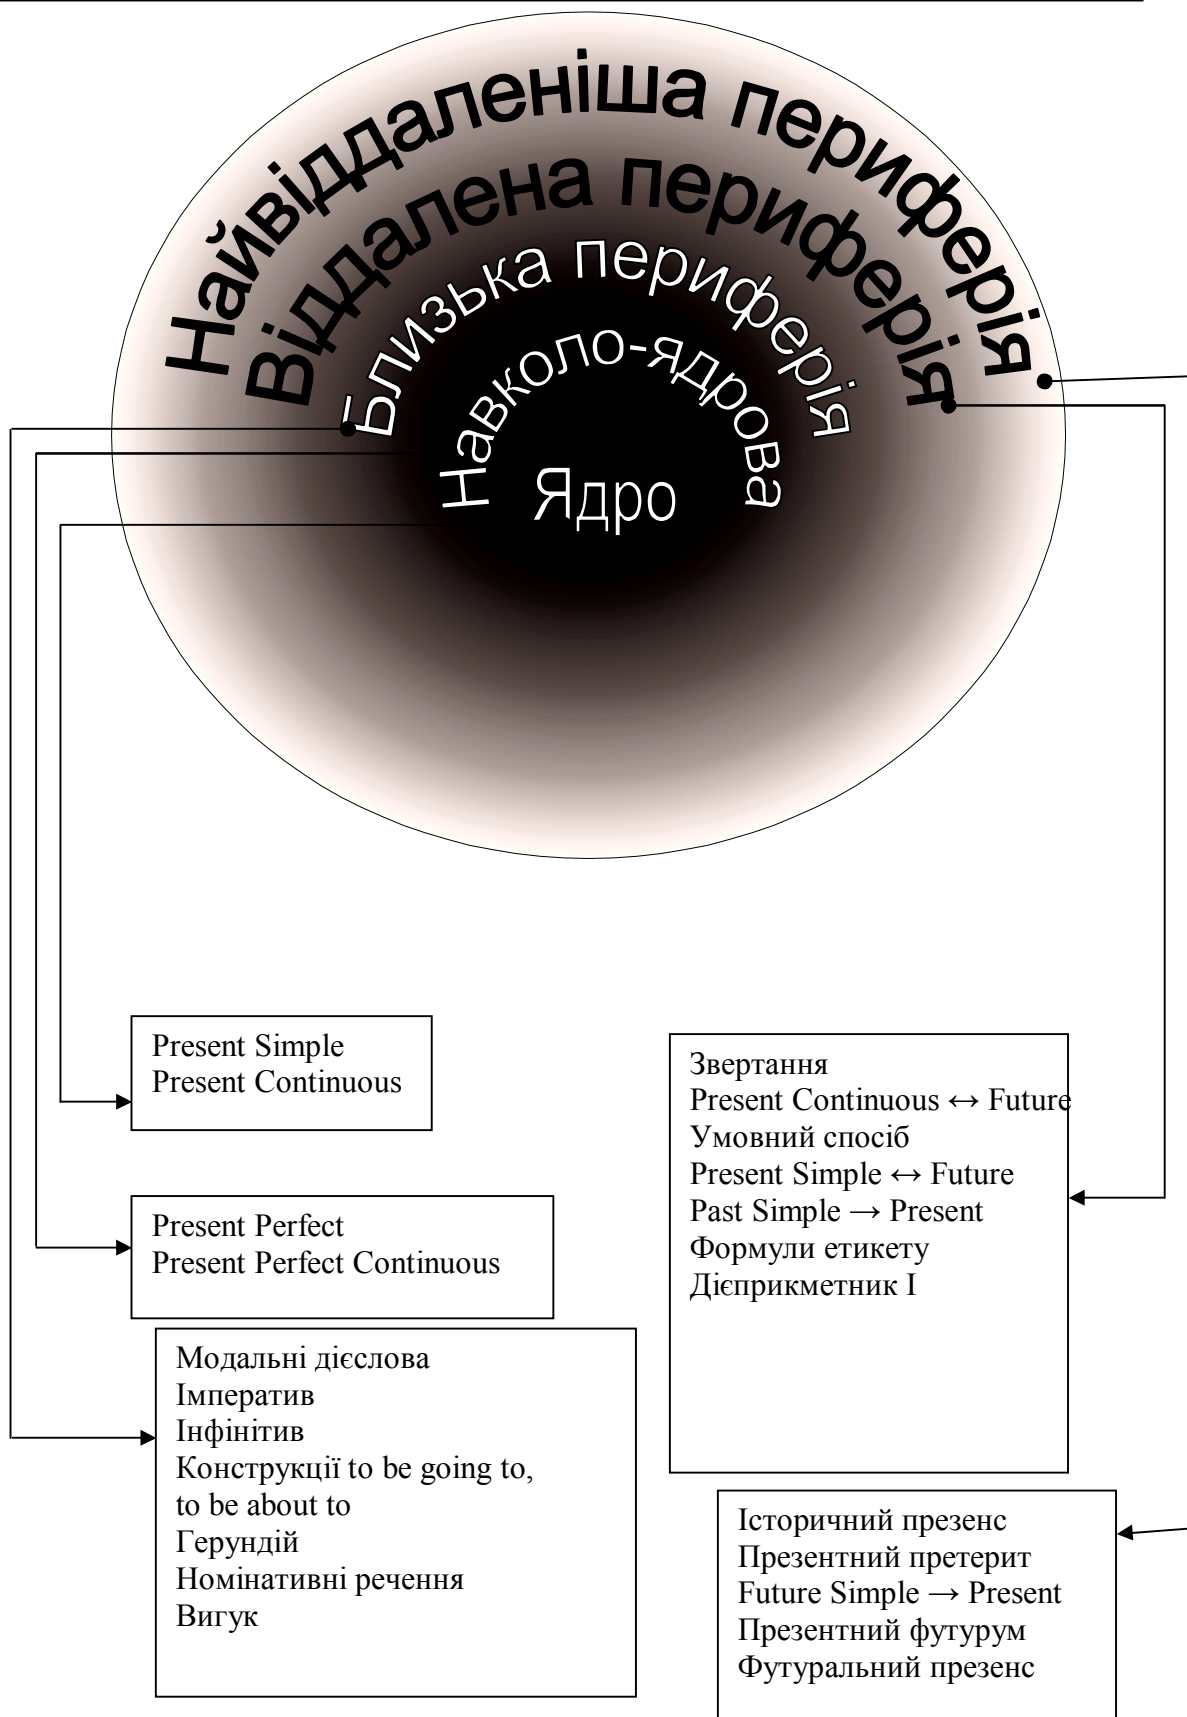 Найвіддаленіша периферія
Віддалена периферія
Близька периферія
Навколо-ядрова
Ядро
Present Simple
Present Continuous
Present Perfect
Present Perfect Continuous
Модальні дієслова
Імператив
Інфінітив
Конструкції to be going to,
to be about to
Герундій
Номінативні речення
Вигук
Звертання
Present Continuous ↔ Future
Умовний спосіб
Present Simple ↔ Future
Past Simple → Present
Формули етикету
Дієприкметник І
Історичний презенс
Презентний претерит
Future Simple → Present
Презентний футурум
Футуральний презенс